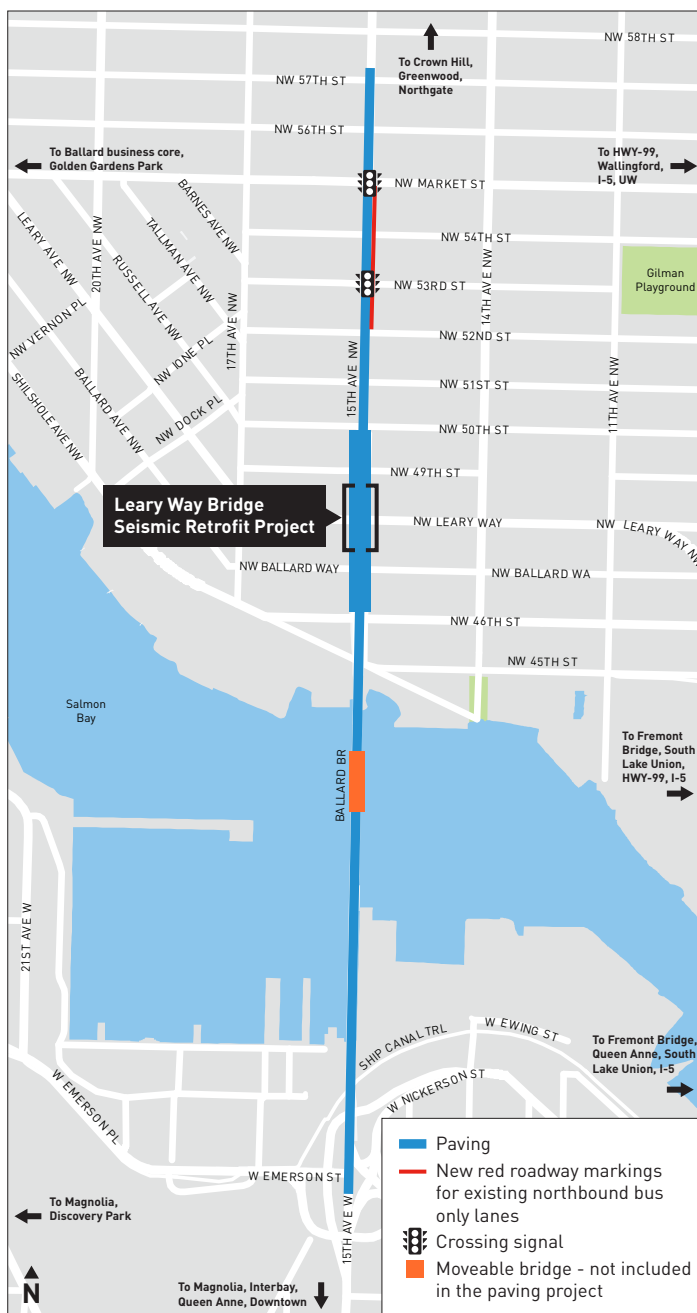 NW 58TH ST
To Crown Hill,
Greenwood,
Northgate
NW 57TH ST
NW 56TH ST
To Ballard business core,
Golden Gardens Park
To HWY-99,
Wallingford,
I-5, UW
NW MARKET ST
BARNES AVE NW
LEARY AVE NW
20TH AVE NW
TALLMAN AVE NW
RUSSELL AVE NW
NW 54TH ST
14TH AVE NW
Gilman
Playground
NW 53RD ST
NW VERNON PL
17TH AVE NW
NW IONE PL
NW 52ND ST
15TH AVE NW
11TH AVE NW
SHILSHOLE AVE NW
BALLARD AVE NW
NW DOCK PL
NW 51ST ST
NW 50TH ST
NW 49TH ST
Leary Way Bridge
Seismic Retrofit Project
NW LEARY WAY
NW LEARY WAY NW
NW BALLARD WAY
NW BALLARD WA
NW 46TH ST
NW 45TH ST
Salmon
Bay
BALLARD BR
To Fremont
Bridge, South
Lake Union,
HWY-99, I-5
21ST AVE W
SHIP CANAL TRL
W EWING ST
To Fremont Bridge,
Queen Anne, South
Lake Union, I-5
W NICKERSON ST
W EMERSON PL
W EMERSON ST
15TH AVE W
To Magnolia,
Discovery Park
N
To Magnolia, Interbay,
Queen Anne, Downtown
Paving
New red roadway markings
for existing northbound bus
only lanes
Crossing signal
Moveable bridge - not included
in the paving project